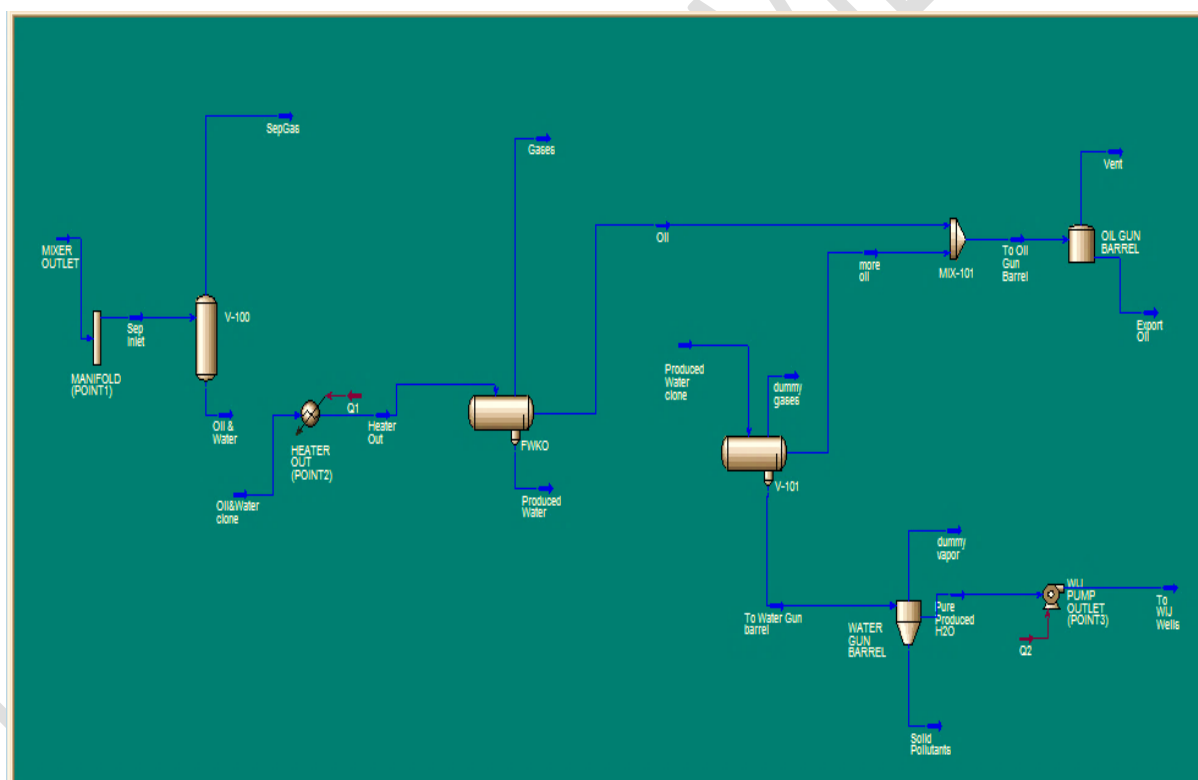 SepGas
Gases
Vent
MIXER
OUTLET
Oil
OIL GUN
BARREL
more
oil
MIX-101
To Oil
Gun
Barrel
Sep
Inlet
V-100
Export
Oil
MANIFOLD
(POINT1)
Produced
Water
clone
dummy
gases
Q1
Oil &
Water
Heater
Out
HEATER
OUT
(POINT2)
FWKO
V-101
Oil&Water
clone
Produced
Water
dummy
vapor
WIJ
PUMP
OUTLET
(POINT3)
To
WIJ
Wells
To Water Gun
barrel
Pure
Produced
H2O
WATER
GUN
BARREL
Q2
Solid
Pollutants